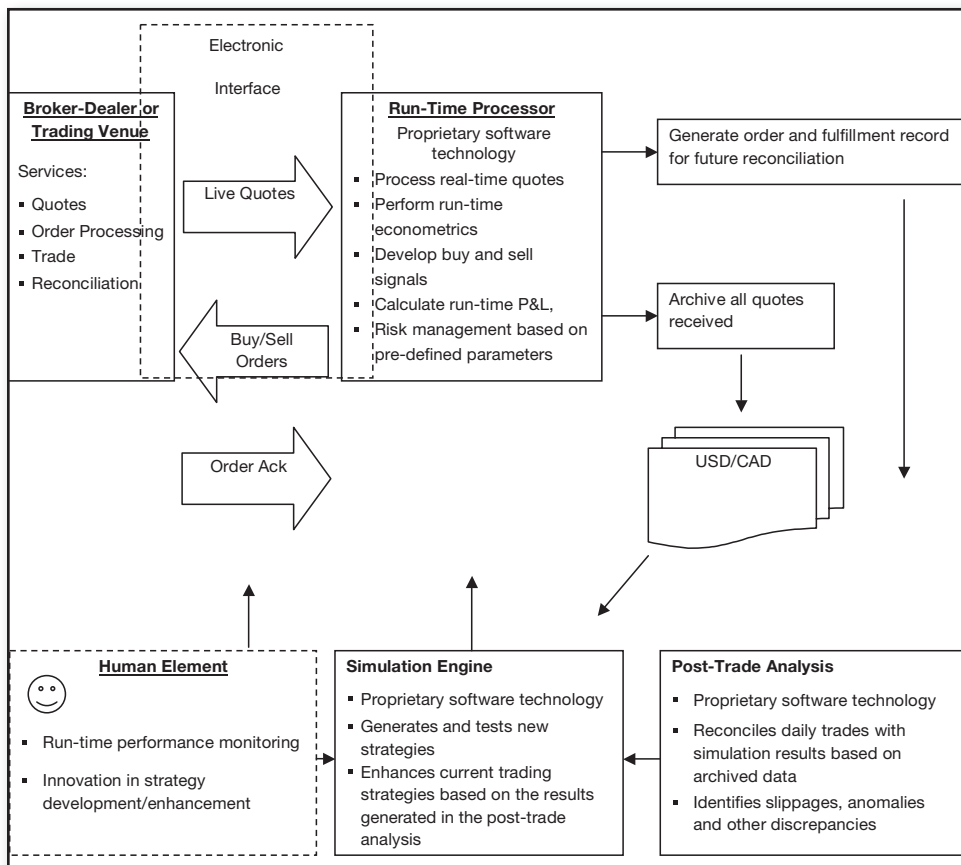 Electronic
Interface
Broker-Dealer or
Trading Venue
Services:
▪ Quotes
▪ Order Processing
▪ Trade
▪ Reconciliation
Live Quotes
Buy/Sell
Orders
Order Ack
Run-Time Processor
Proprietary software
technology
▪ Process real-time quotes
▪ Perform run-time
econometrics
▪ Develop buy and sell
signals
▪ Calculate run-time P&L,
▪ Risk management based on
pre-defined parameters
Generate order and fulfillment record
for future reconciliation
Archive all quotes
received
USD/CAD
Human Element
▪ Run-time performance monitoring
▪ Innovation in strategy
development/enhancement
Simulation Engine
▪ Proprietary software technology
▪ Generates and tests new
strategies
▪ Enhances current trading
strategies based on the results
generated in the post-trade
analysis
Post-Trade Analysis
▪ Proprietary software technology
▪ Reconciles daily trades with
simulation results based on
archived data
▪ Identifies slippages, anomalies
and other discrepancies